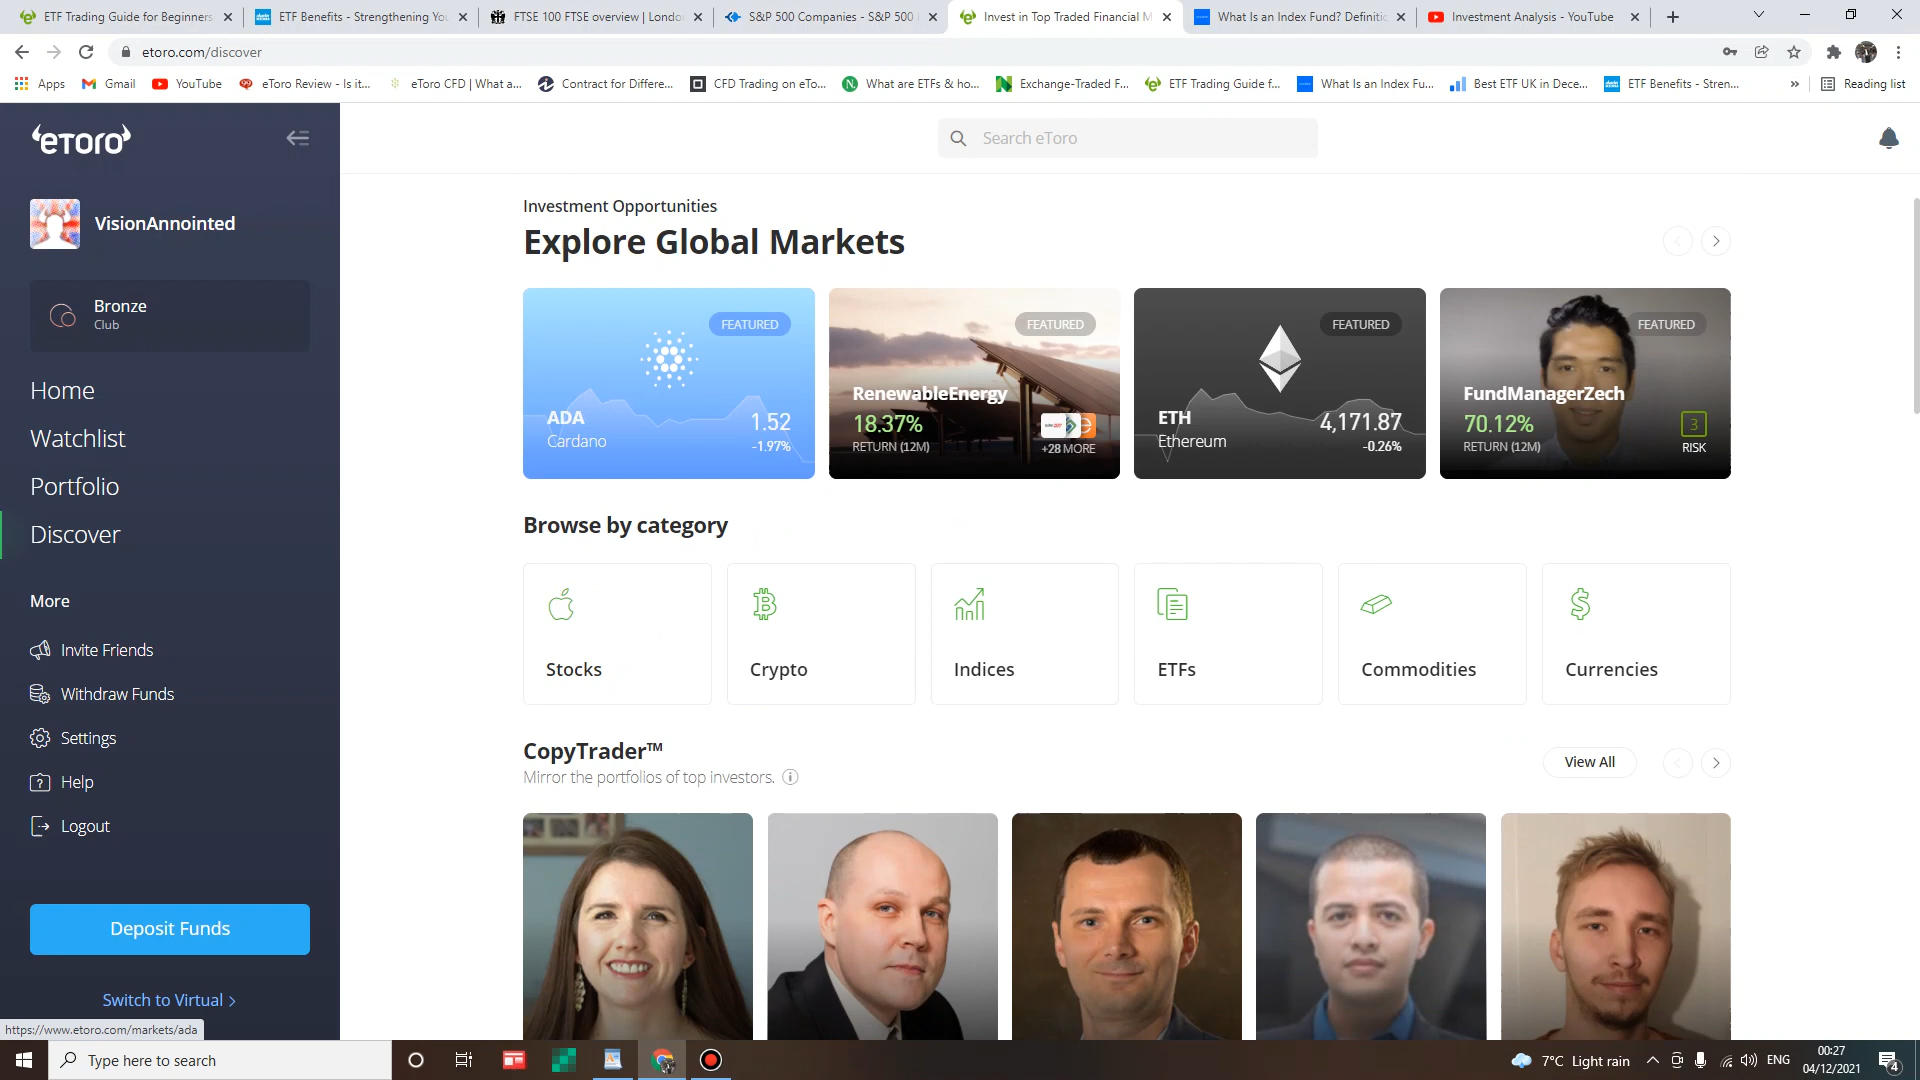 ETF Trading Guide for Beginners
ETF Benefits - Strengthening Yo
FTSE 100 FTSE overview | Londo
S&P 500 Companies - S&P 500
Invest in Top Traded Financial M
What Is an Index Fund? Definitio
Investment Analysis - YouTube
etoro.com/discover
Apps
Gmail
YouTube
eToro Review - Is it...
eToro CFD | What a...
Contract for Differe...
CFD Trading on eTo...
What are ETFs & ho...
Exchange-Traded F...
ETF Trading Guide f...
What Is an Index Fu...
Best ETF UK in Dece...
ETF Benefits - Stren...
»
Reading list
eToro
Search eToro
VisionAnnointed
Bronze
Club
Home
Watchlist
Portfolio
Discover
More
Invite Friends
Withdraw Funds
Settings
Help
Logout
Deposit Funds
Switch to Virtual >
https://www.etoro.com/markets/ada
Investment Opportunities
Explore Global Markets
FEATURED
ADA
1.52
Cardano
-1.97%
FEATURED
RenewableEnergy
18.37%
RETURN (12M)
+28 MORE
FEATURED
ETH
4,171.87
Ethereum
-0.26%
FEATURED
FundManagerZech
70.12%
3
RETURN (12M)
RISK
Browse by category
Stocks
Crypto
Indices
ETFs
Commodities
Currencies
CopyTrader™
View All
Mirror the portfolios of top investors.
Type here to search
7°C Light rain
ENG
00:27
04/12/2021
4